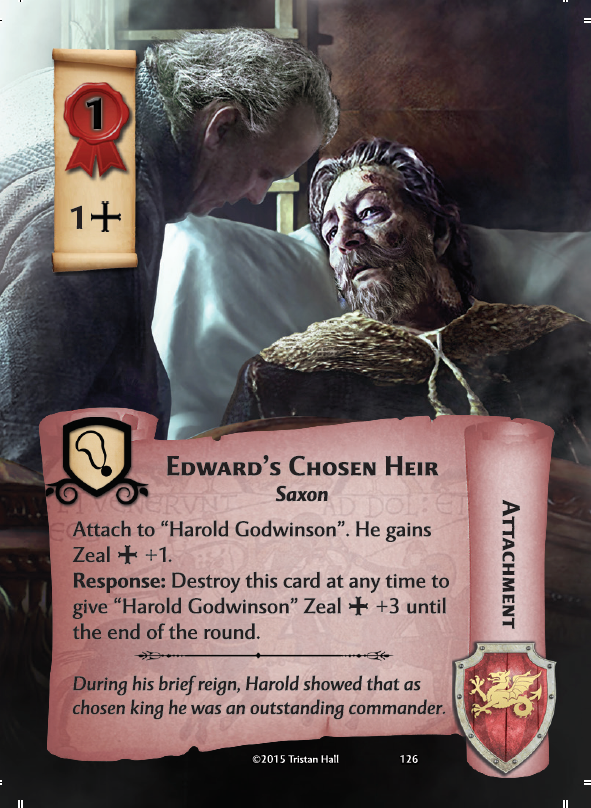 1
1
EDWARD'S CHOSEN HEIR
Saxon
Attach to "Harold Godwinson". He gains
Zeal ✚ +1.
Response: Destroy this card at any time to
give "Harold Godwinson" Zeal ✚ +3 until
the end of the round.
During his brief reign, Harold showed that as
chosen king he was an outstanding commander.
ATTACHMENT
©2015 Tristan Hall 126